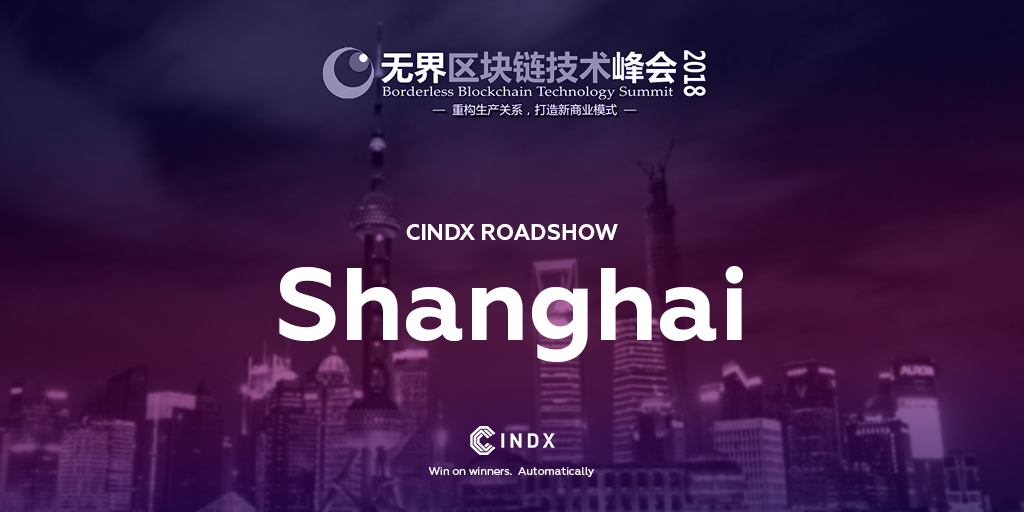 无界区块链技术峰会 2018
Borderless Blockchain Technology Summit
— 重构生产关系，打造新商业模式 —
CINDX ROADSHOW
Shanghai
CINDX
Win on winners. Automatically
AURORA